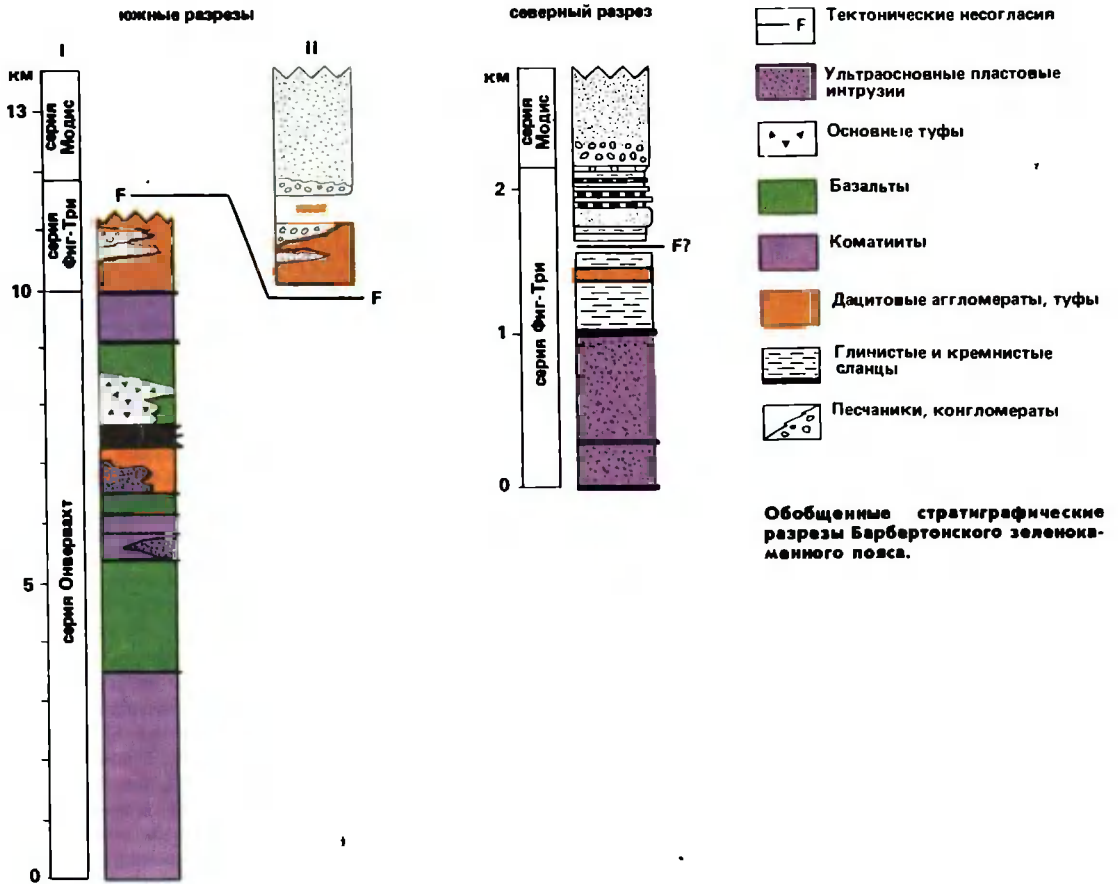 южные разрезы
I
II
км
13
10
5
0
серия Модис
серия Фиг-Три
серия Онвервахт
F
F
северный разрез
км
2
1
0
серия Модис
серия Фиг-Три
F?
F
Тектонические несогласия
Ультраосновные пластовые
интрузии
Основные туфы
Базальты
Коматииты
Дацитовые аггломераты, туфы
Глинистые и кремнистые
сланцы
Песчаники, конгломераты
Обобщенные стратиграфические
разрезы Барбертонского зеленока-
менного пояса.